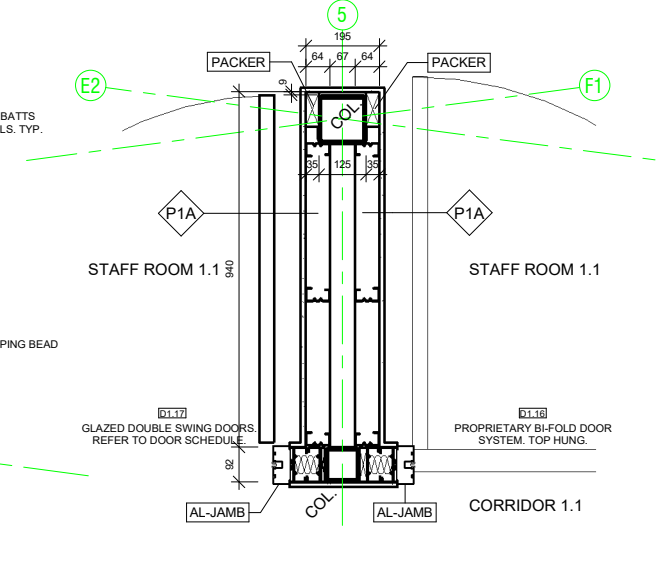 5
195
64 67 64
PACKER
PACKER
9
E2
F1
COL.
BATTS
LS. TYP.
35 125 35
P1A
P1A
STAFF ROOM 1.1
940
STAFF ROOM 1.1
PING BEAD
D1.17
GLAZED DOUBLE SWING DOORS.
REFER TO DOOR SCHEDULE.
D1.16
PROPRIETARY BI-FOLD DOOR
SYSTEM. TOP HUNG.
92
COL.
AL-JAMB
AL-JAMB
CORRIDOR 1.1